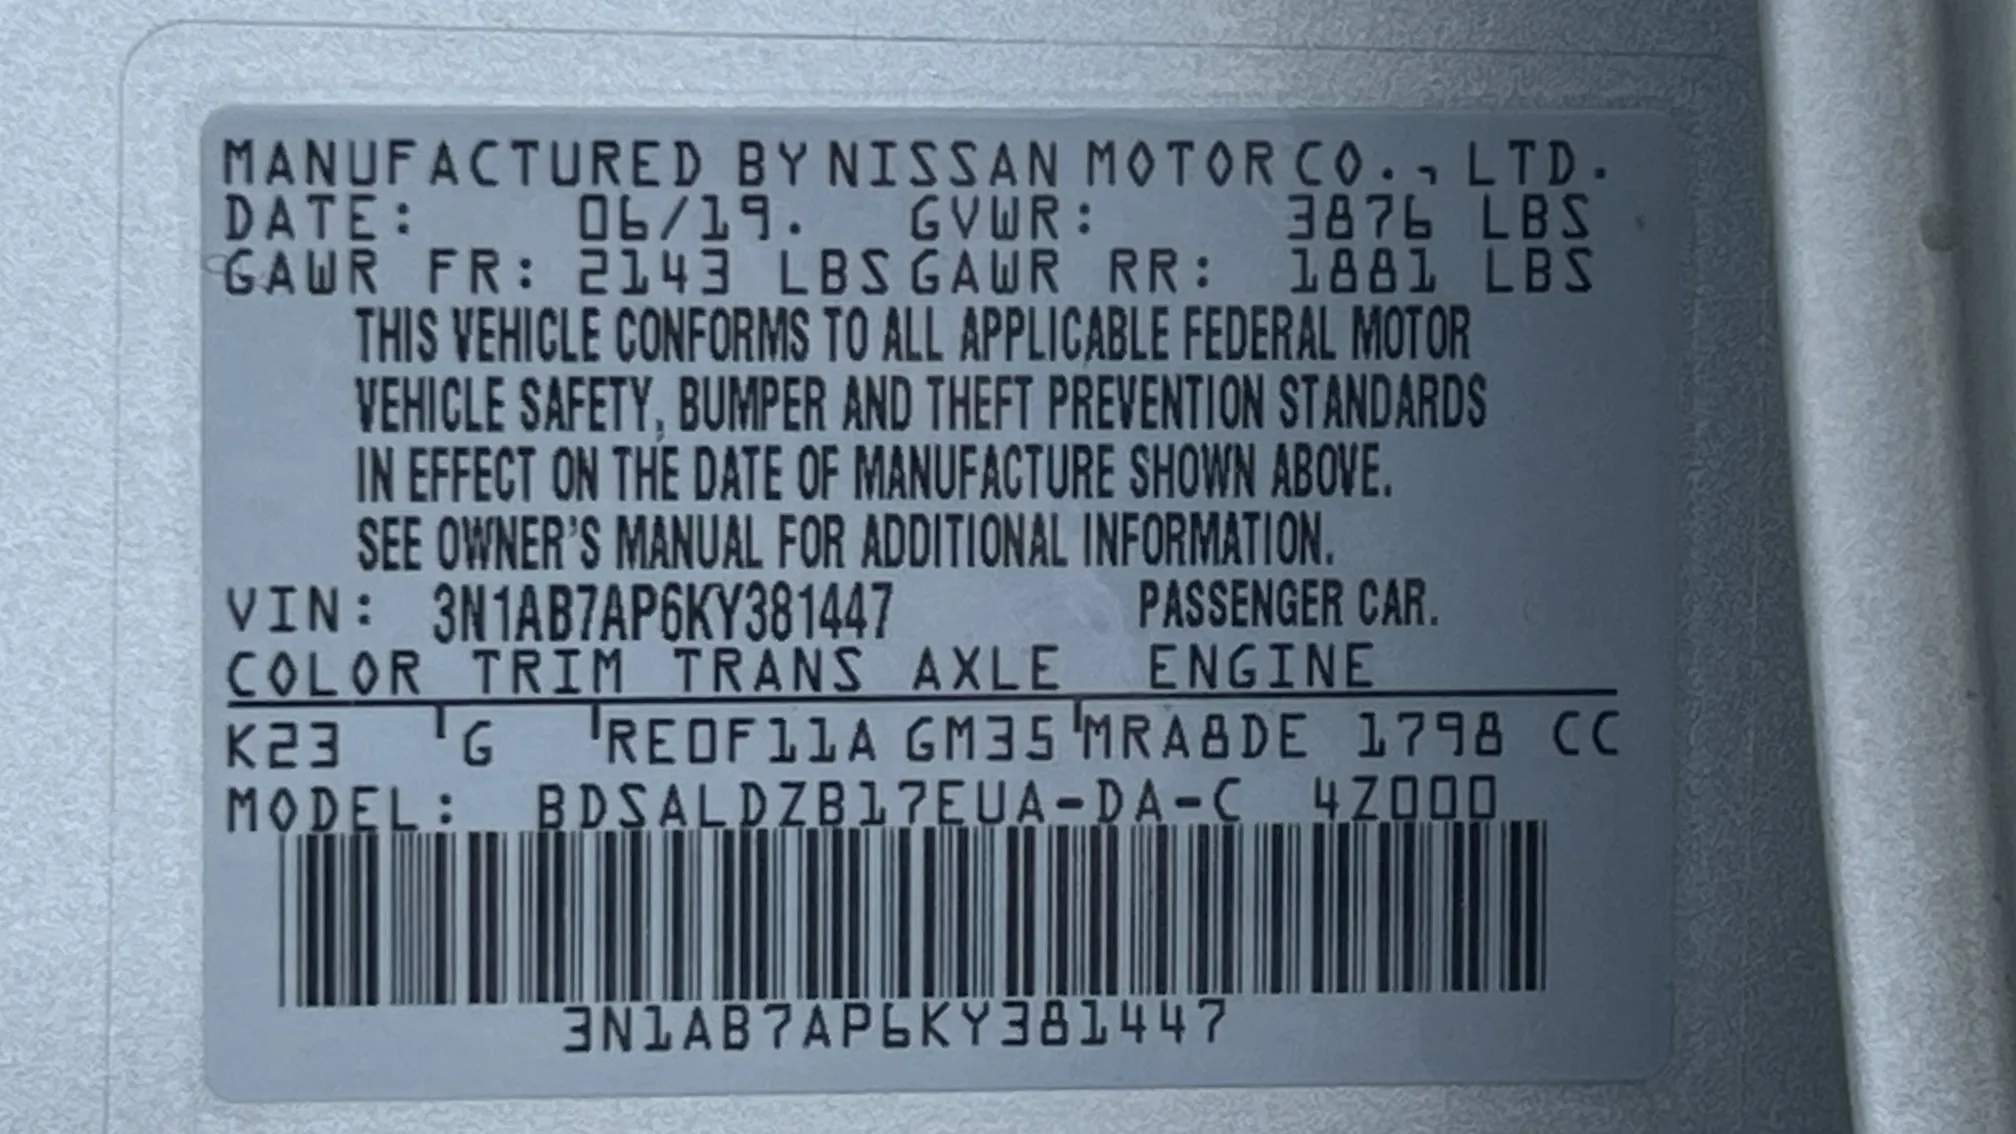 MANUFACTURED BY NISSAN MOTOR CO., LTD.
DATE: 06/19. GVWR: 3876 LBS
GAWR FR: 2143 LBS GAWR RR: 1881 LBS
THIS VEHICLE CONFORMS TO ALL APPLICABLE FEDERAL MOTOR
VEHICLE SAFETY, BUMPER AND THEFT PREVENTION STANDARDS
IN EFFECT ON THE DATE OF MANUFACTURE SHOWN ABOVE.
SEE OWNER'S MANUAL FOR ADDITIONAL INFORMATION.
VIN: 3N1AB7AP6KY381447 PASSENGER CAR.
COLOR TRIM TRANS AXLE ENGINE
K23 G RE0F11A GM35 MRA8DE 1798 CC
MODEL: BDSALDZB17EUA-DA-C 4Z000
3N1AB7AP6KY381447